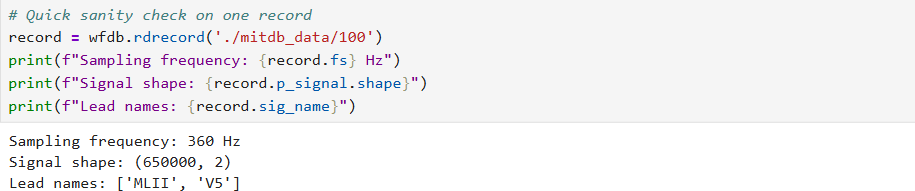 # Quick sanity check on one record
record = wfdb.rdrecord('./mitdb_data/100')
print(f"Sampling frequency: {record.fs} Hz")
print(f"Signal shape: {record.p_signal.shape}")
print(f"Lead names: {record.sig_name}")
Sampling frequency: 360 Hz
Signal shape: (650000, 2)
Lead names: ['MLII', 'V5']